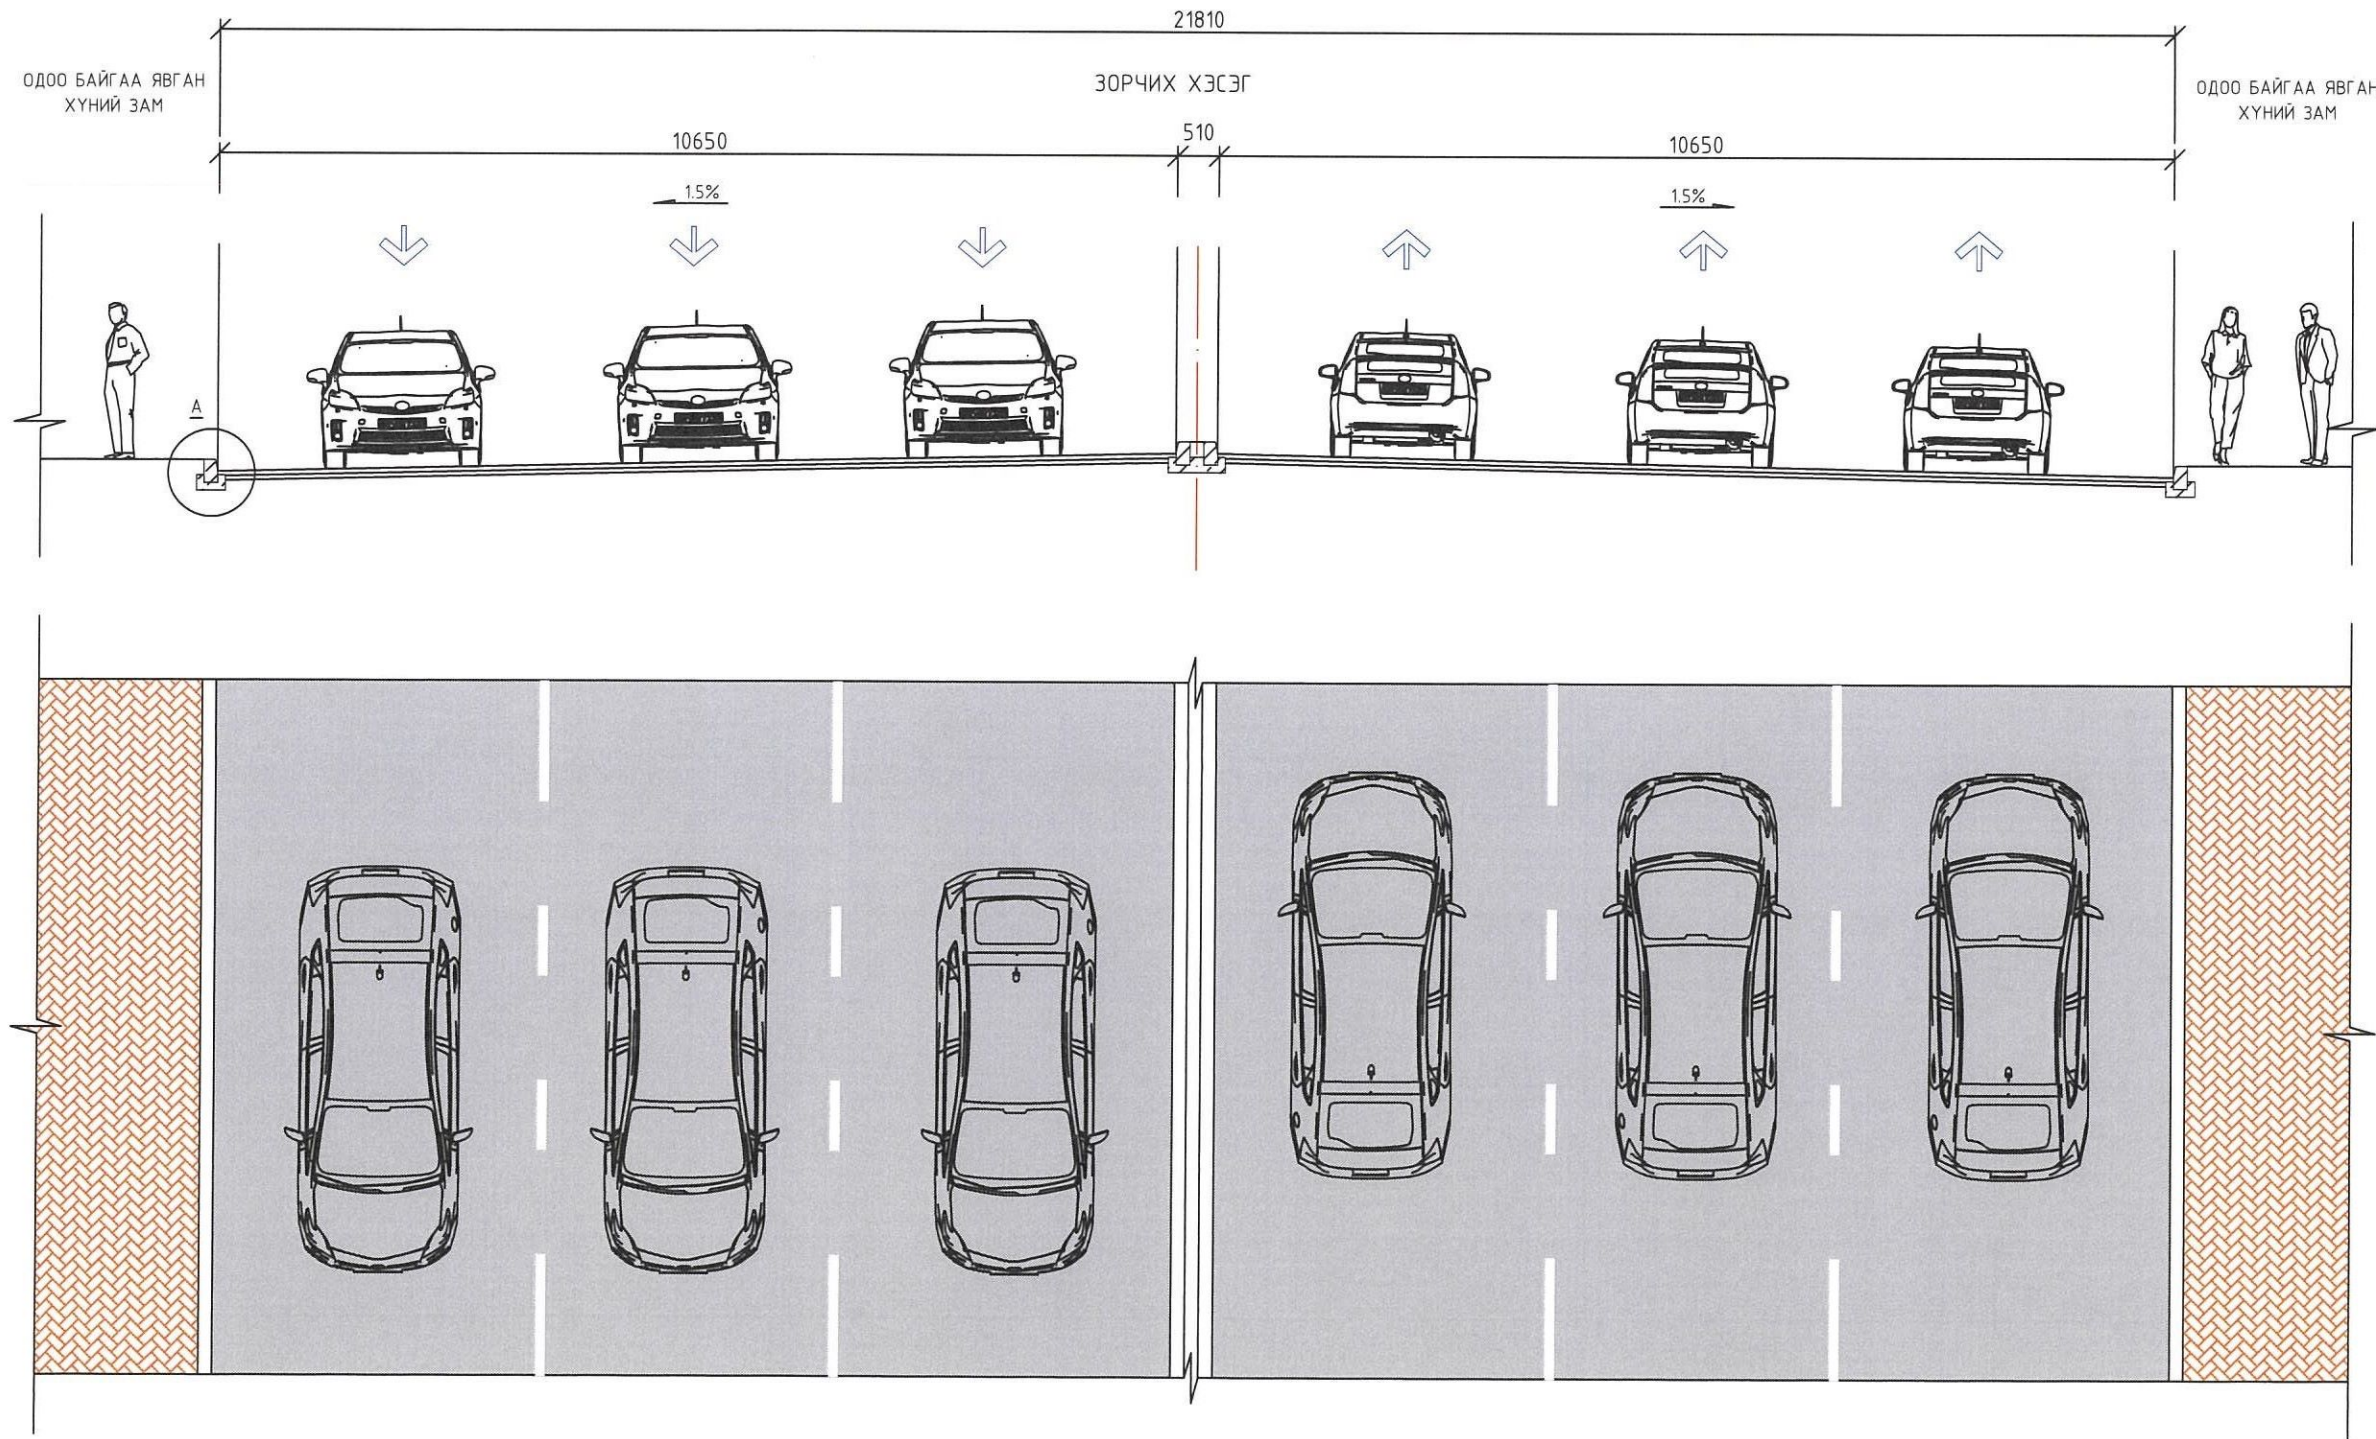 21810
ОДОО БАЙГАА ЯВГАН
ХҮНИЙ ЗАМ
ЗОРЧИХ ХЭСЭГ
ОДОО БАЙГАА ЯВГАН
ХҮНИЙ ЗАМ
10650
510
10650
1.5%
1.5%
A